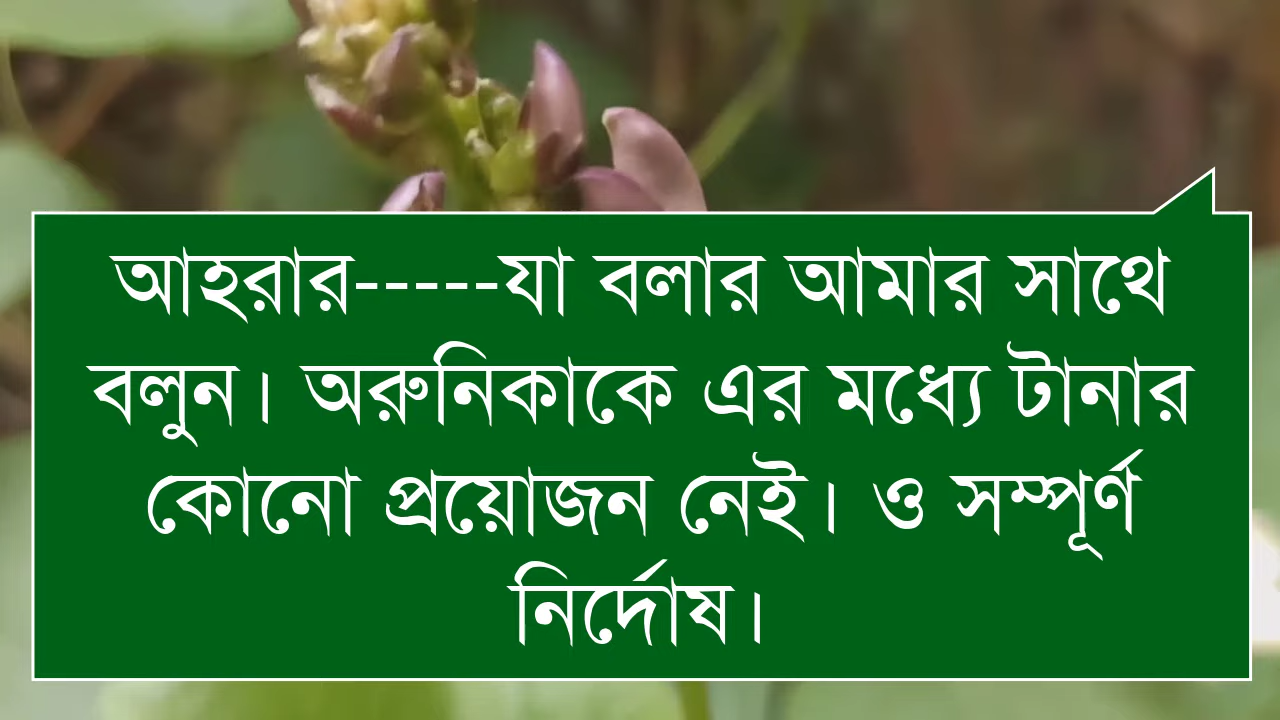 আহরার-----যা বলার আমার সাথে
বলুন। অরুনিকাকে এর মধ্যে টানার
কোনো প্রয়োজন নেই। ও সম্পূর্ণ
নির্দোষ।